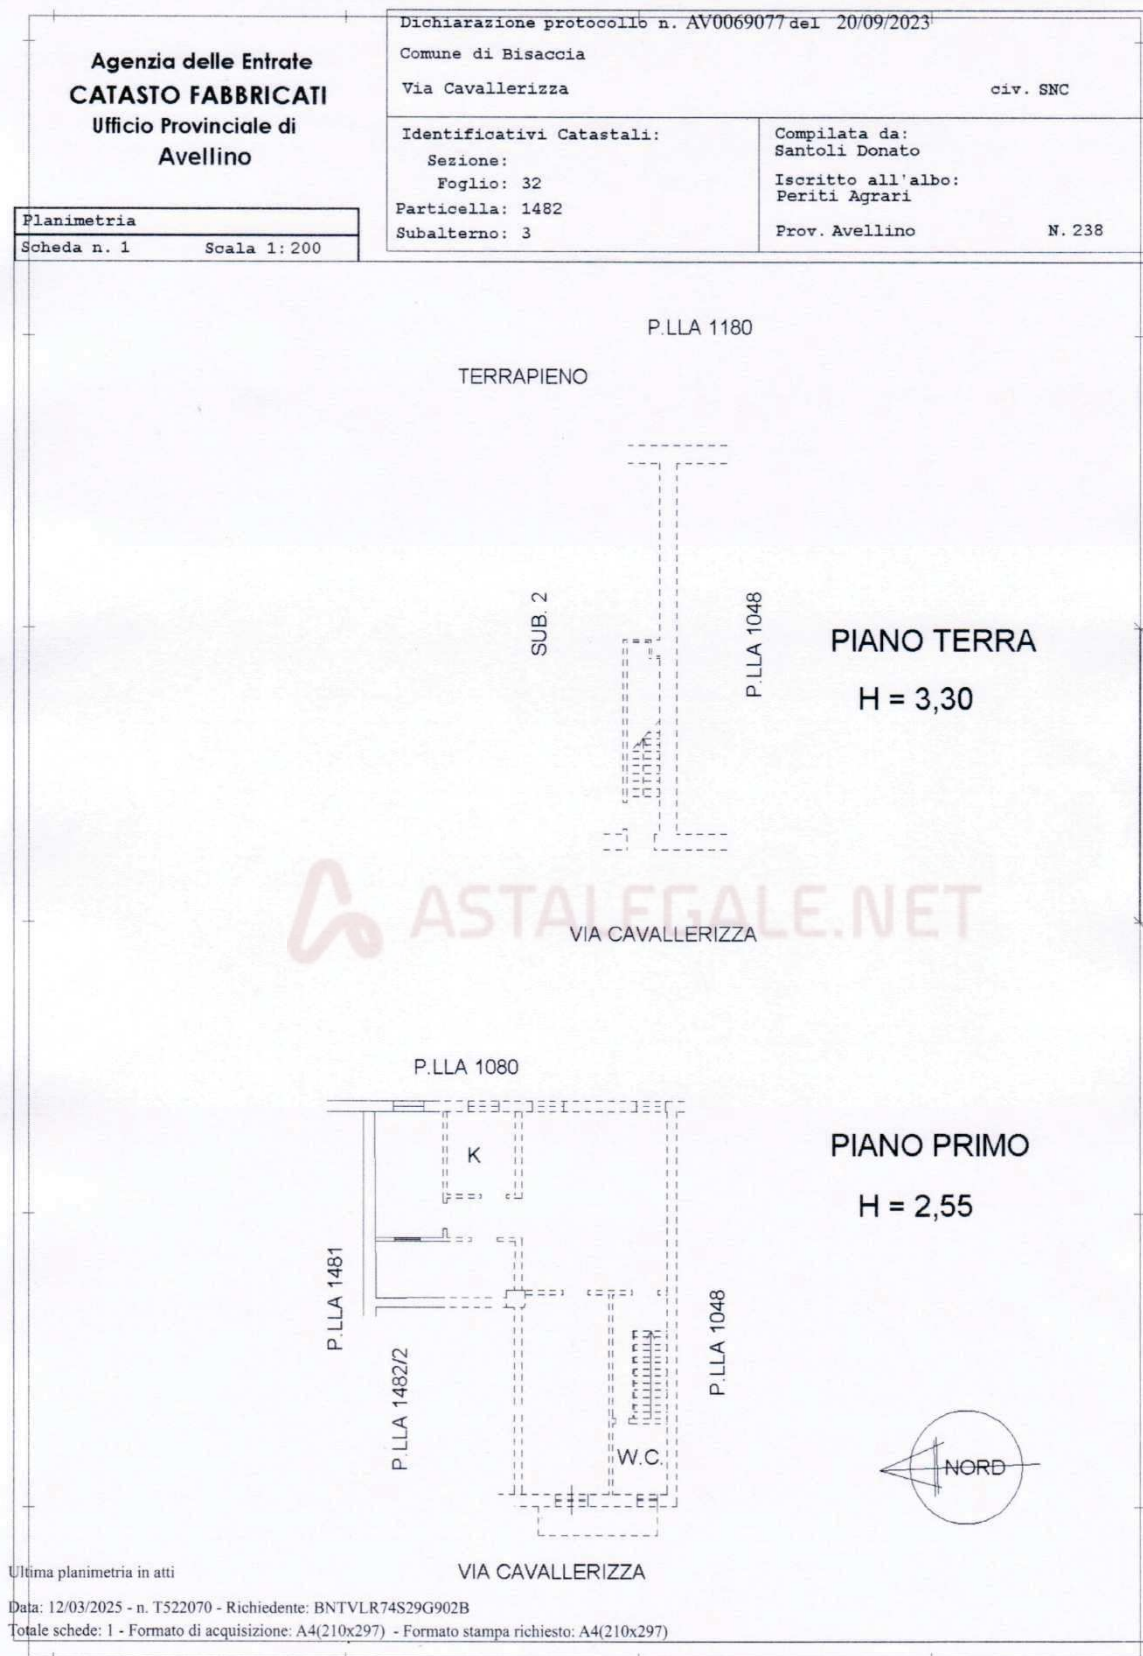 Agenzia delle Entrate
CATASTO FABBRICATI
Ufficio Provinciale di
Avellino
Planimetria
Scheda n. 1 Scala 1:200
Dichiarazione protocollo n. AV0069077 del 20/09/2023
Comune di Bisaccia
Via Cavallerizza civ. SNC
Identificativi Catastali:
Sezione:
Foglio: 32
Particella: 1482
Subalterno: 3
Compilata da:
Santoli Donato
Iscritto all'albo:
Periti Agrari
Prov. Avellino N. 238
P.LLA 1180
TERRAPIENO
SUB. 2
P.LLA 1048
PIANO TERRA
H = 3,30
ASTALEGALE.NET
VIA CAVALLERIZZA
P.LLA 1080
K
PIANO PRIMO
H = 2,55
P.LLA 1481
P.LLA 1482/2
P.LLA 1048
W.C.
NORD
VIA CAVALLERIZZA
Ultima planimetria in atti
Data: 12/03/2025 - n. T522070 - Richiedente: BNTVLR74S29G902B
Totale schede: 1 - Formato di acquisizione: A4(210x297) - Formato stampa richiesto: A4(210x297)